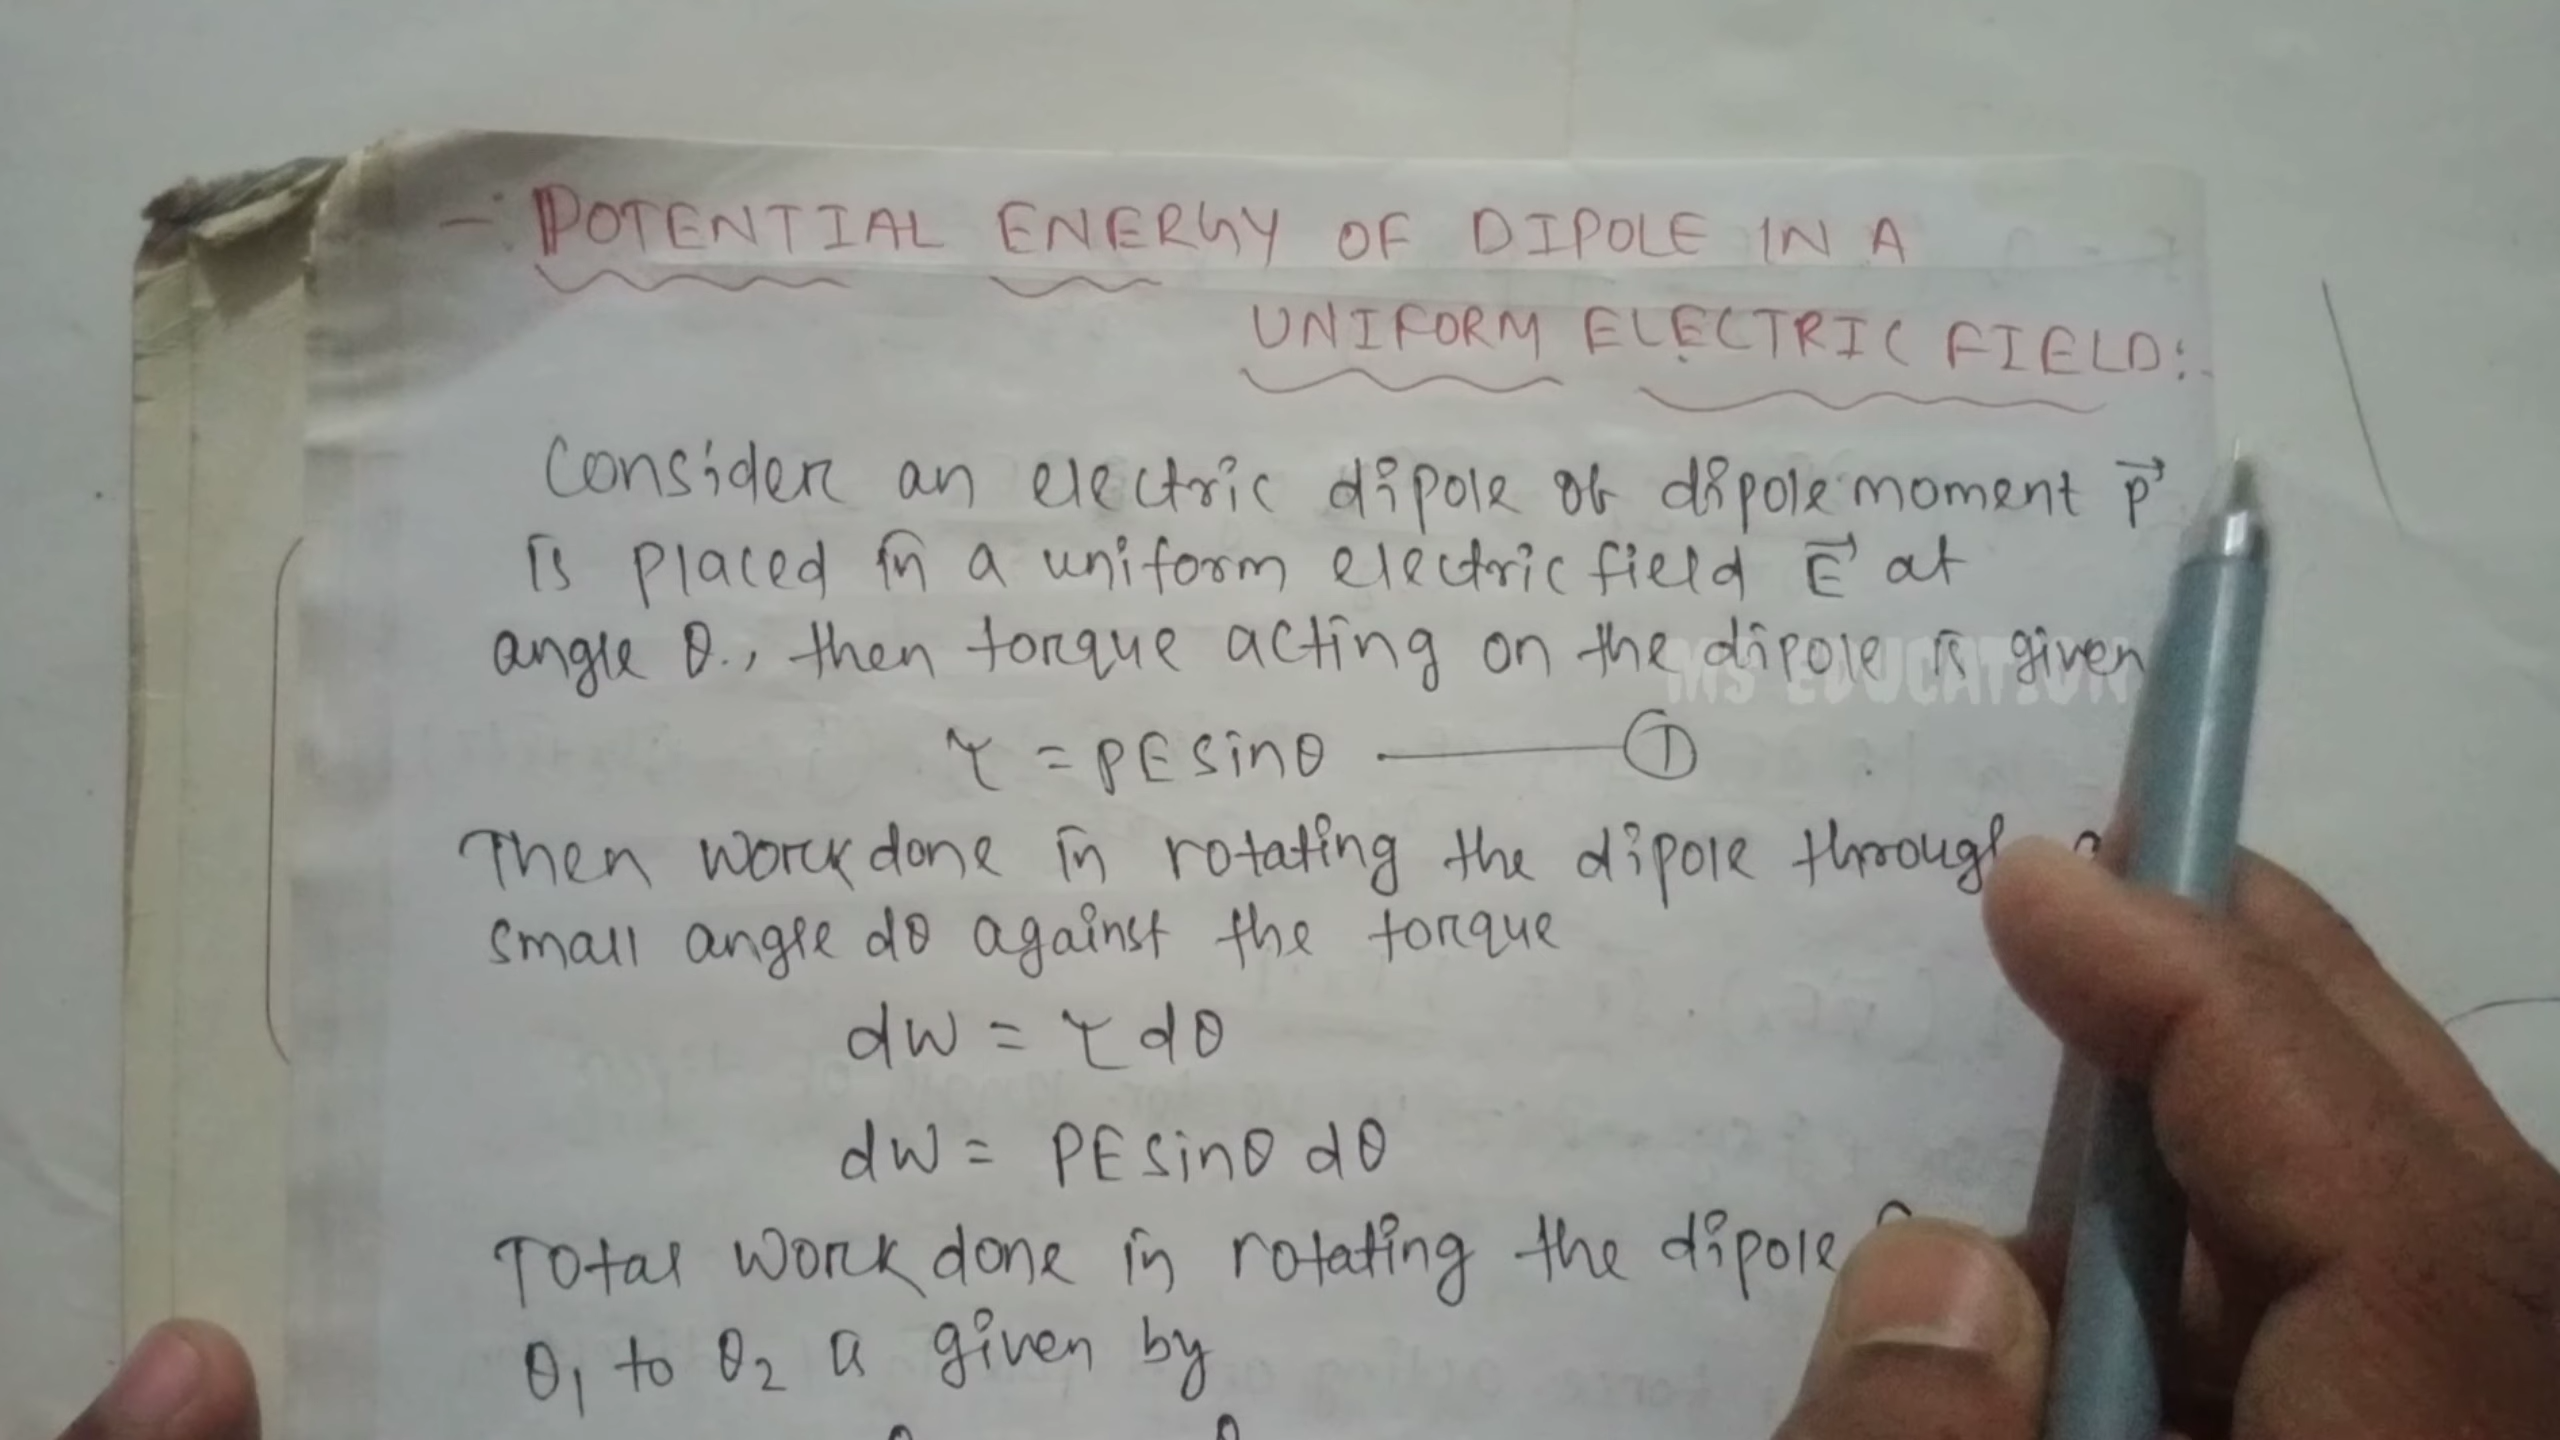 -: POTENTIAL ENERGY OF DIPOLE IN A
UNIFORM ELECTRIC FIELD:-
Consider an electric dipole of dipole moment p⃗
is placed in a uniform electric field E⃗ at
angle θ., then torque acting on the dipole is given
MS EDUCATION
τ = PE sinθ —— ①
Then work done in rotating the dipole through
small angle dθ against the torque
dw = τ dθ
dw = PE sinθ dθ
Total work done in rotating the dipole
θ₁ to θ₂ a given by